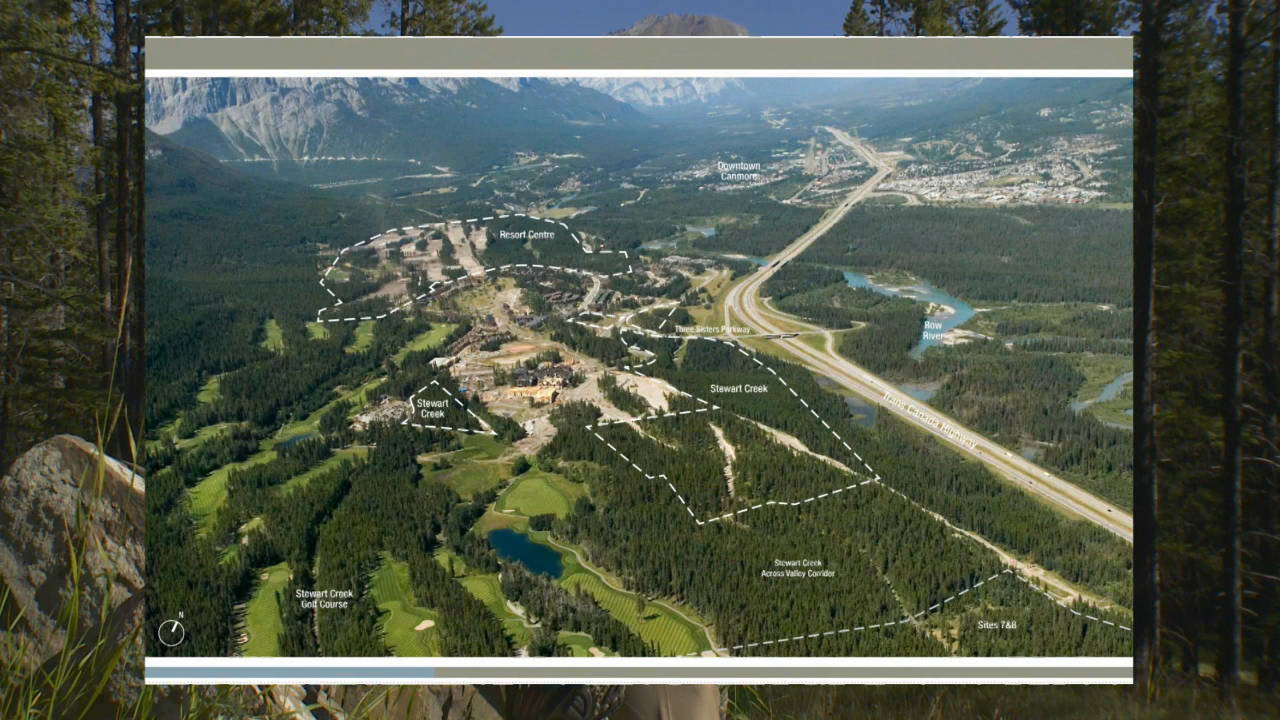 Downtown
Canmore
Resort Centre
Three Sisters Parkway
Bow
River
Stewart Creek
Stewart
Creek
Trans Canada Highway
Stewart Creek
Across Valley Corridor
Stewart Creek
Golf Course
N
Sites 7&8